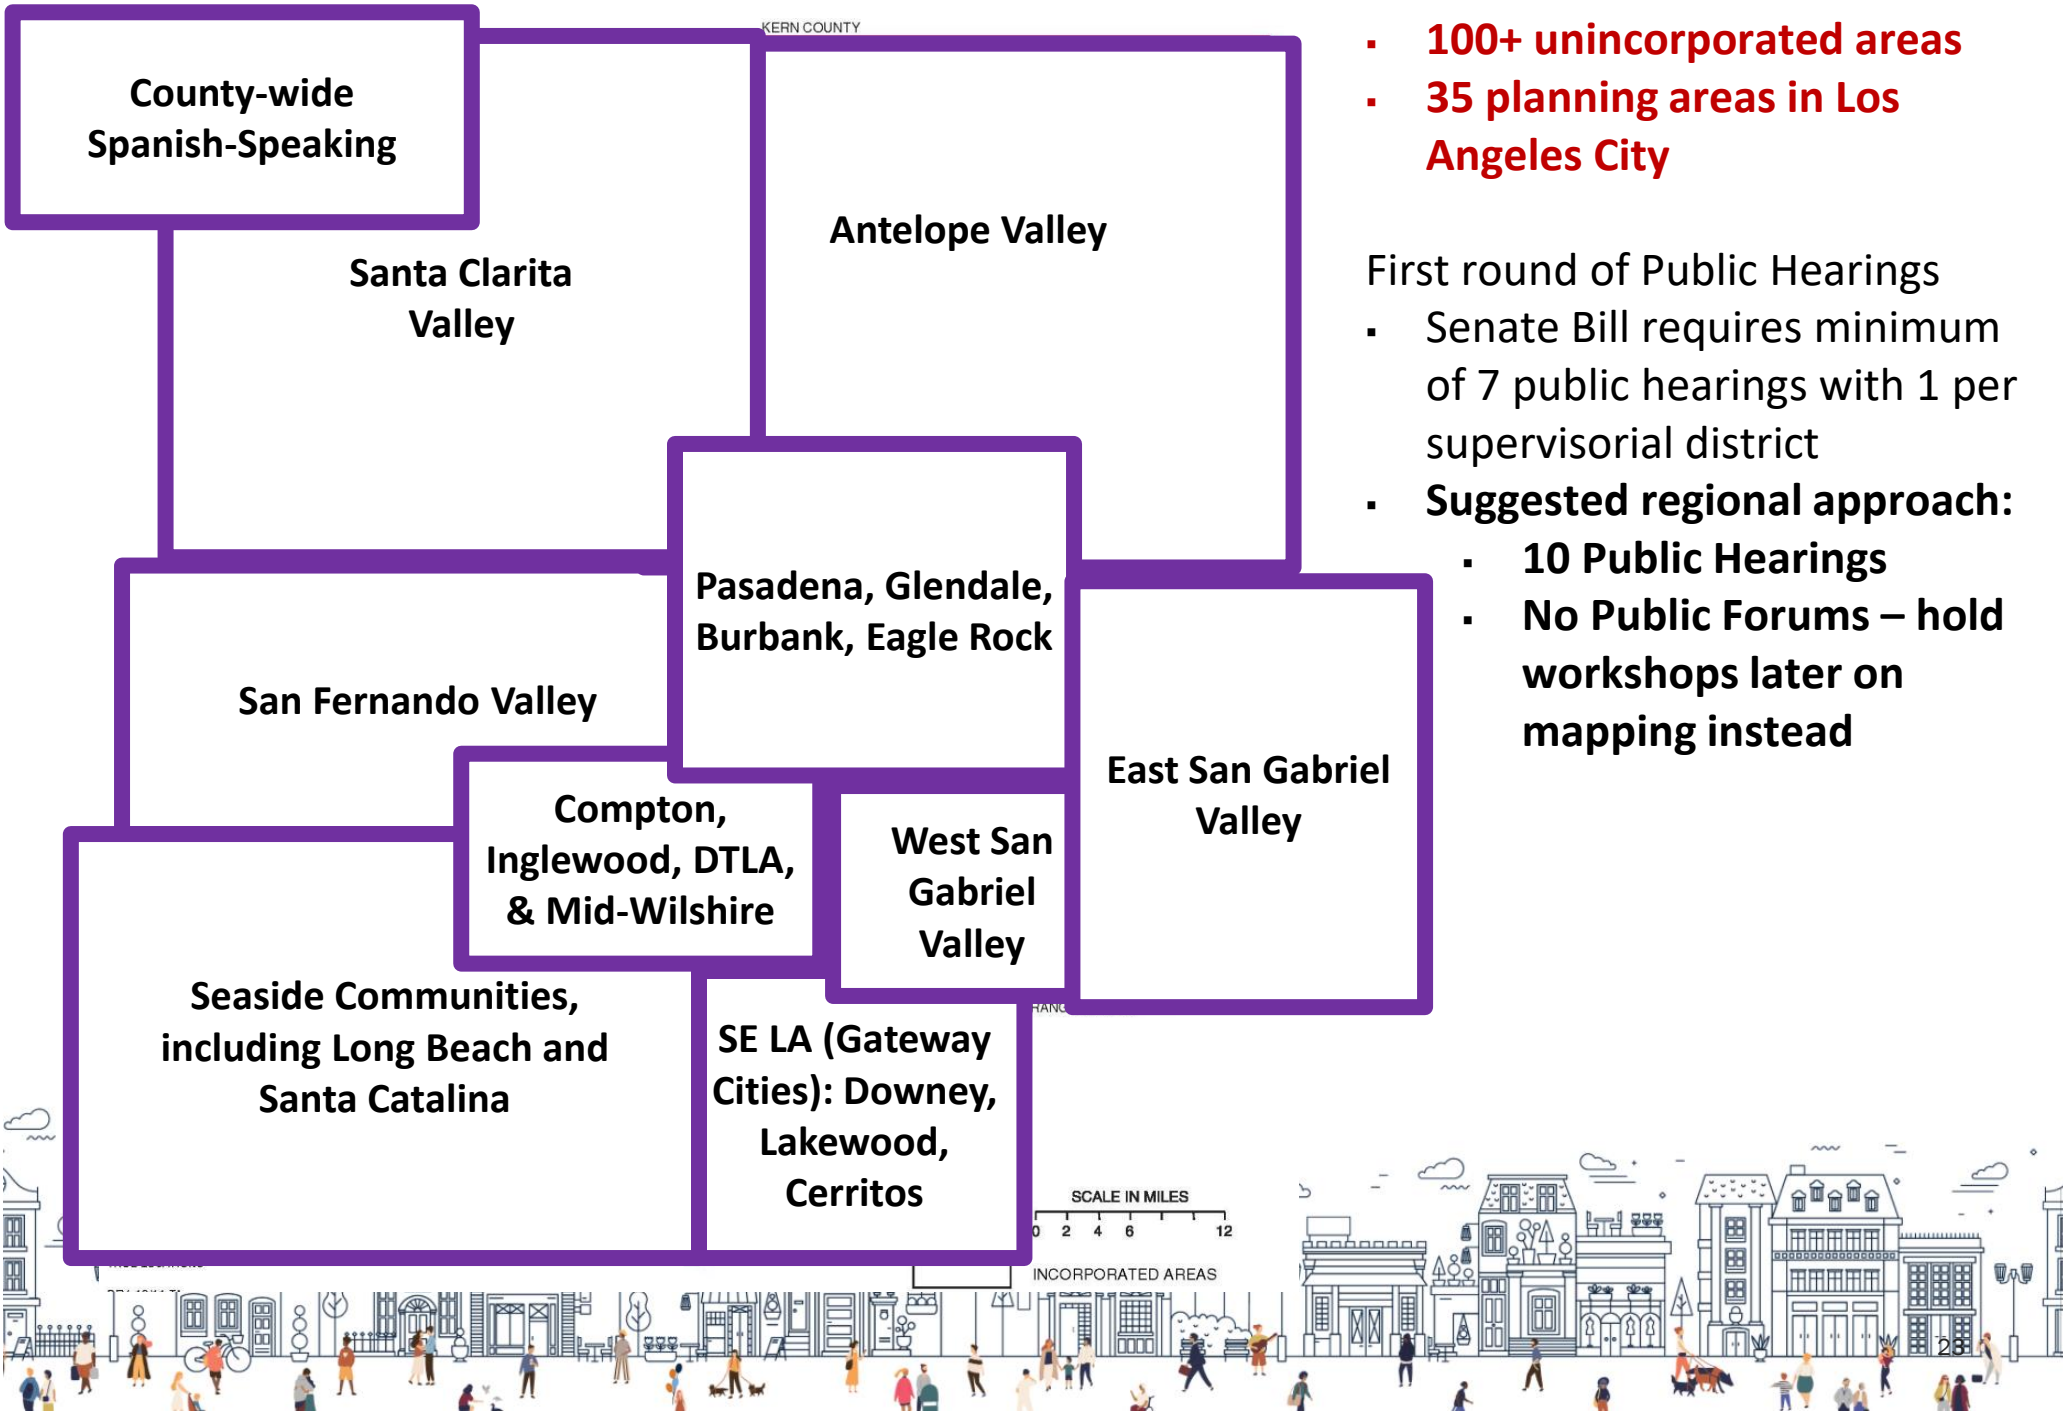 KERN COUNTY
County-wide
Spanish-Speaking
Santa Clarita
Valley
Antelope Valley
San Fernando Valley
Pasadena, Glendale,
Burbank, Eagle Rock
East San Gabriel
Valley
Compton,
Inglewood, DTLA,
& Mid-Wilshire
West San
Gabriel
Valley
Seaside Communities,
including Long Beach and
Santa Catalina
SE LA (Gateway
Cities): Downey,
Lakewood,
Cerritos
SCALE IN MILES
0 2 4 6 12
INCORPORATED AREAS
▪ 100+ unincorporated areas
▪ 35 planning areas in Los
Angeles City
First round of Public Hearings
▪ Senate Bill requires minimum
of 7 public hearings with 1 per
supervisorial district
▪ Suggested regional approach:
▪ 10 Public Hearings
▪ No Public Forums – hold
workshops later on
mapping instead
23